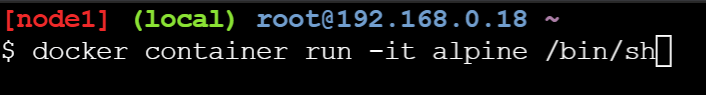 [node1] (local) root@192.168.0.18 ~
$ docker container run -it alpine /bin/sh